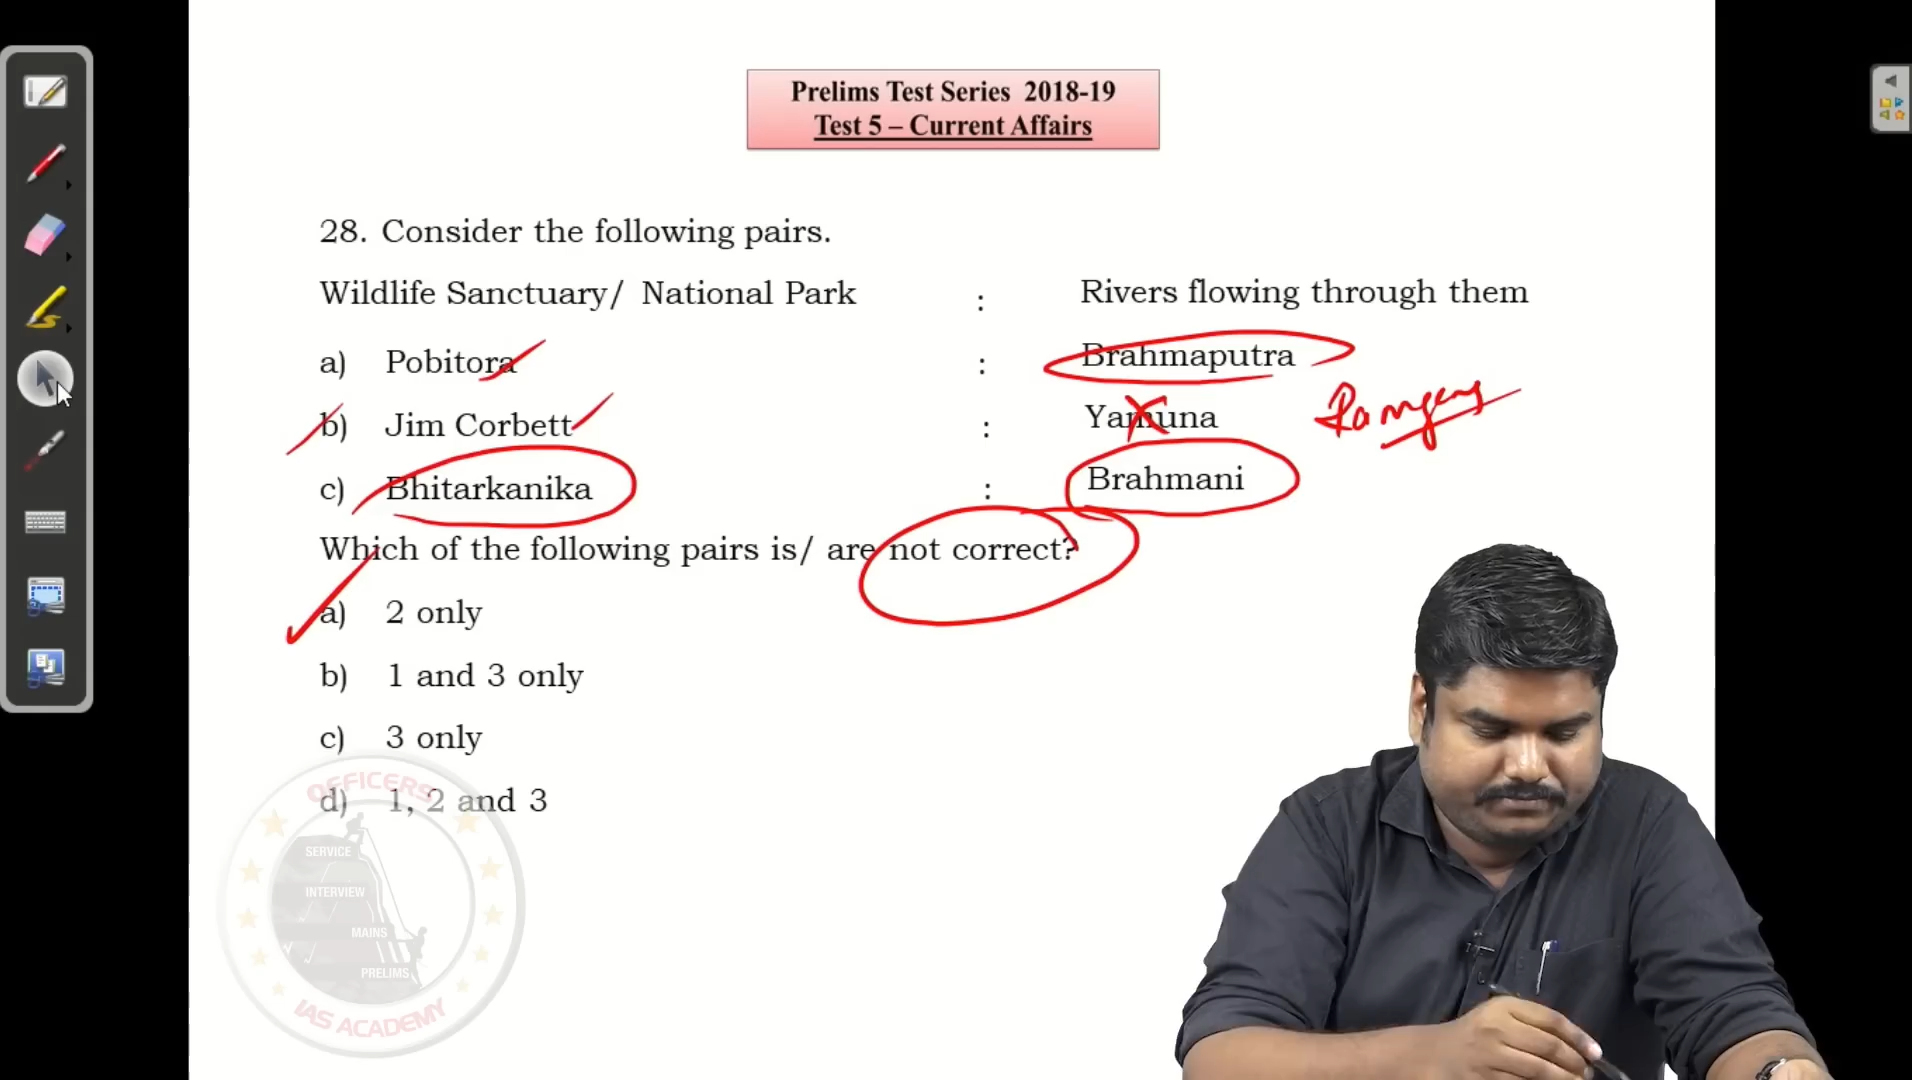 Prelims Test Series 2018-19
Test 5 – Current Affairs
28. Consider the following pairs.
Wildlife Sanctuary/ National Park : Rivers flowing through them
a) Pobitora : Brahmaputra
b) Jim Corbett : Yamuna Ramganga
c) Bhitarkanika : Brahmani
Which of the following pairs is/ are not correct?
a) 2 only
b) 1 and 3 only
c) 3 only
d) 1, 2 and 3
OFFICERS
SERVICE
INTERVIEW
MAINS
PRELIMS
IAS ACADEMY